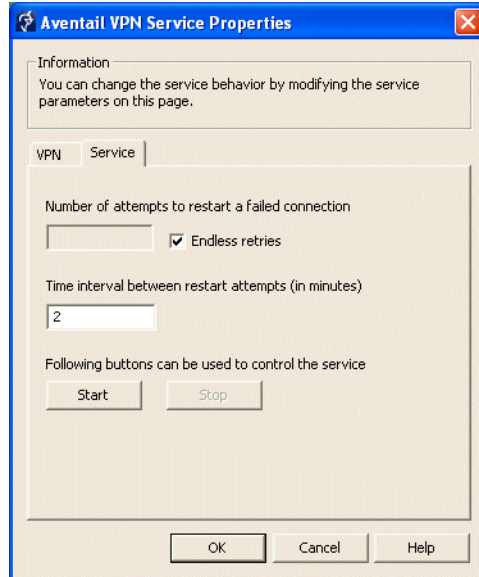 Aventail VPN Service Properties
Information
You can change the service behavior by modifying the service
parameters on this page.
VPN
Service
Number of attempts to restart a failed connection
Endless retries
Time interval between restart attempts (in minutes)
2
Following buttons can be used to control the service
Start
Stop
OK
Cancel
Help